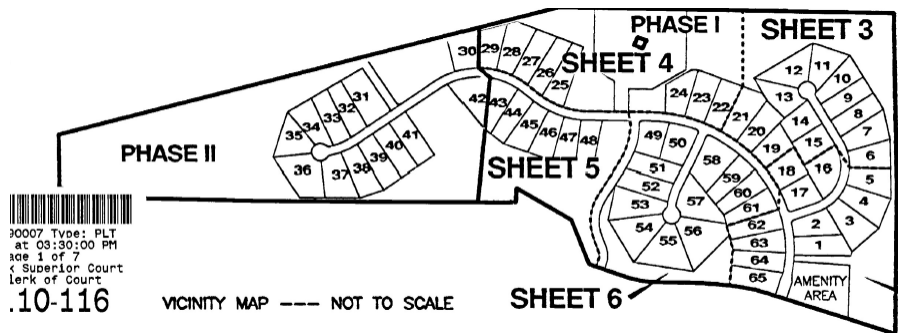 PHASE I
SHEET 3
SHEET 4
30 29 28 27 26 25
24 23 22 21 20 19 18 17
12 11 10 9 8 7 6 5 4 3 2 1
13 14 15 16
42 43 44 45 46 47 48
49 50 51 52 53 54 55 56 57 58 59 60 61 62 63 64 65
35 34 33 32 31
36 37 38 39 40 41
PHASE II
SHEET 5
SHEET 6
AMENITY
AREA
90007 Type: PLT
at 03:30:00 PM
age 1 of 7
k Superior Court
lerk of Court
.10-116
VICINITY MAP --- NOT TO SCALE